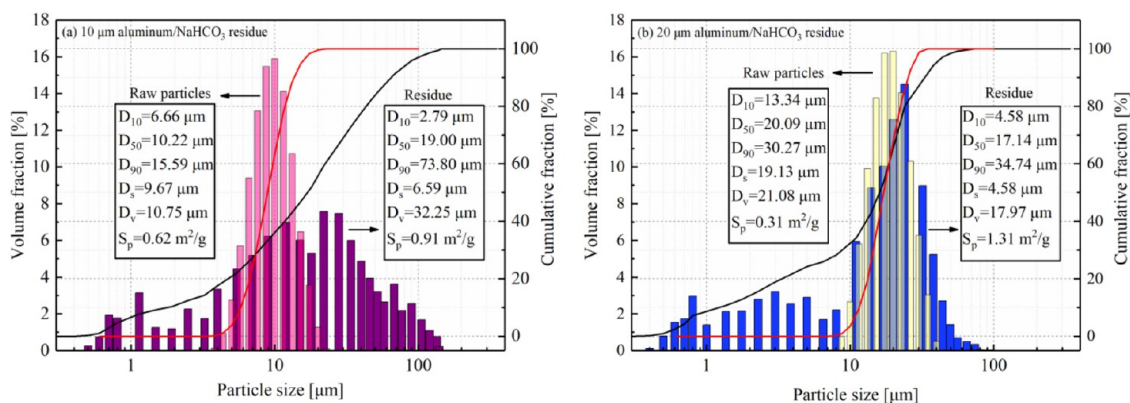 (a) 10 μm aluminum/NaHCO₃ residue
Volume fraction [%]
18
16
14
12
10
8
6
4
2
0
Raw particles
D₁₀=6.66 μm
D₅₀=10.22 μm
D₉₀=15.59 μm
Dₛ=9.67 μm
Dᵥ=10.75 μm
Sₚ=0.62 m²/g
Residue
D₁₀=2.79 μm
D₅₀=19.00 μm
D₉₀=73.80 μm
Dₛ=6.59 μm
Dᵥ=32.25 μm
Sₚ=0.91 m²/g
100
80
60
40
20
0
Cumulative fraction [%]
1 10 100
Particle size [μm]
(b) 20 μm aluminum/NaHCO₃ residue
Volume fraction [%]
18
16
14
12
10
8
6
4
2
0
Raw particles
D₁₀=13.34 μm
D₅₀=20.09 μm
D₉₀=30.27 μm
Dₛ=19.13 μm
Dᵥ=21.08 μm
Sₚ=0.31 m²/g
Residue
D₁₀=4.58 μm
D₅₀=17.14 μm
D₉₀=34.74 μm
Dₛ=4.58 μm
Dᵥ=17.97 μm
Sₚ=1.31 m²/g
100
80
60
40
20
0
Cumulative fraction [%]
1 10 100
Particle size [μm]